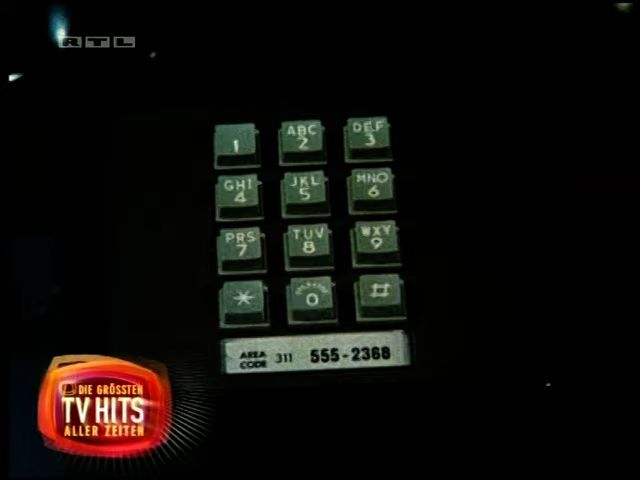 RTL
1 ABC 2 DEF 3
GHI 4 JKL 5 MNO 6
PRS 7 TUV 8 WXY 9
* 0 #
AREA CODE 311 555-2368
DIE GRÖSSTEN
TV HITS
ALLER ZEITEN